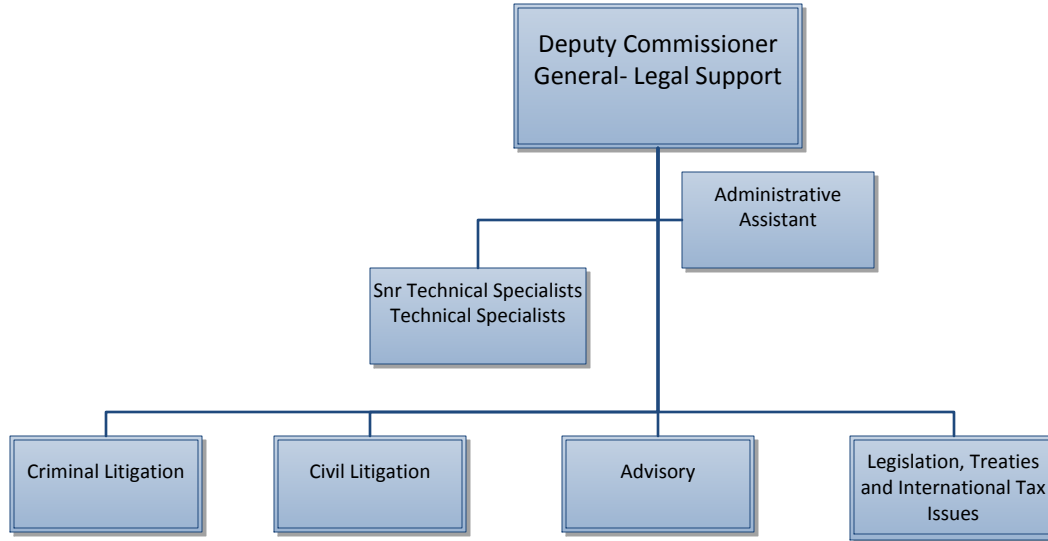 Deputy Commissioner
General- Legal Support
Administrative
Assistant
Snr Technical Specialists
Technical Specialists
Criminal Litigation
Civil Litigation
Advisory
Legislation, Treaties
and International Tax
Issues